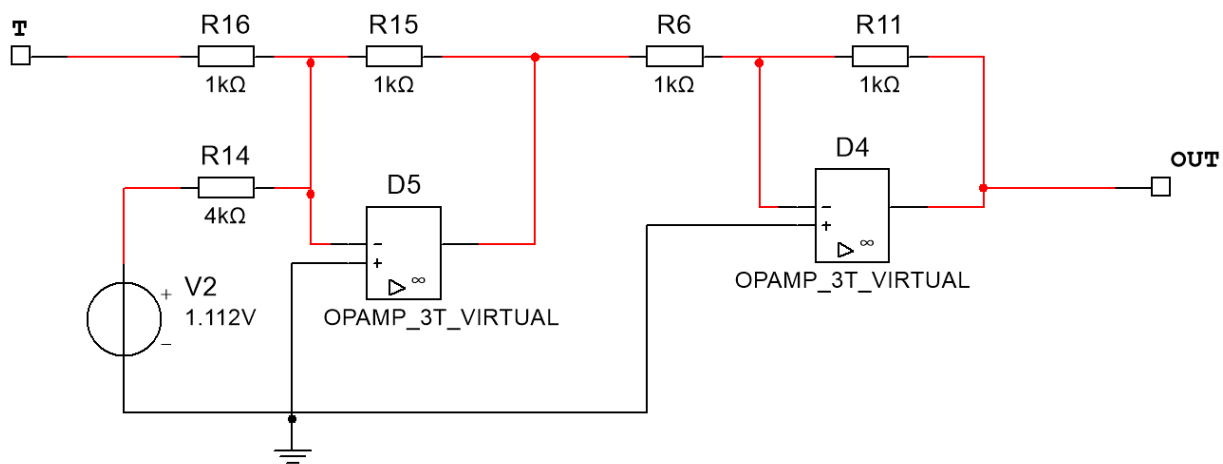 T
R16
1kΩ
R15
1kΩ
R6
1kΩ
R11
1kΩ
R14
4kΩ
D5
−
+
∞
OPAMP_3T_VIRTUAL
D4
−
+
∞
OPAMP_3T_VIRTUAL
OUT
V2
1.112V
+
−